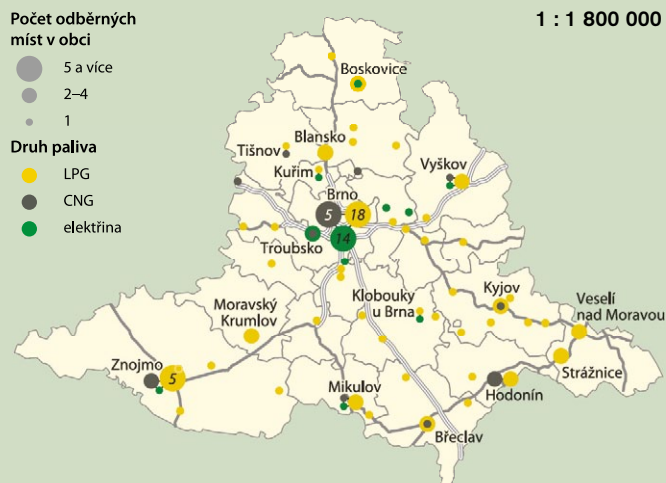 Počet odběrných
míst v obci
5 a více
2–4
1
Druh paliva
LPG
CNG
elektřina
1 : 1 800 000
Boskovice
Blansko
Tišnov
Kuřim
Vyškov
Brno
5
18
14
Troubsko
Moravský
Krumlov
Klobouky
u Brna
Kyjov
Veselí
nad Moravou
Znojmo
5
Mikulov
Hodonín
Strážnice
Břeclav